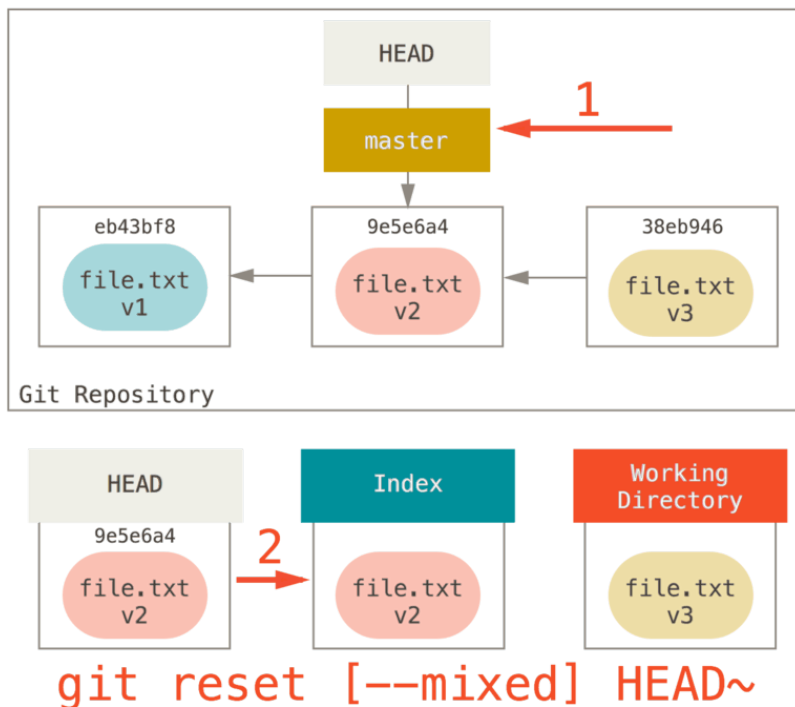 HEAD
1
master
eb43bf8
9e5e6a4
38eb946
file.txt
v1
file.txt
v2
file.txt
v3
Git Repository
HEAD
Index
Working
Directory
9e5e6a4
2
file.txt
v2
file.txt
v2
file.txt
v3
git reset [--mixed] HEAD~